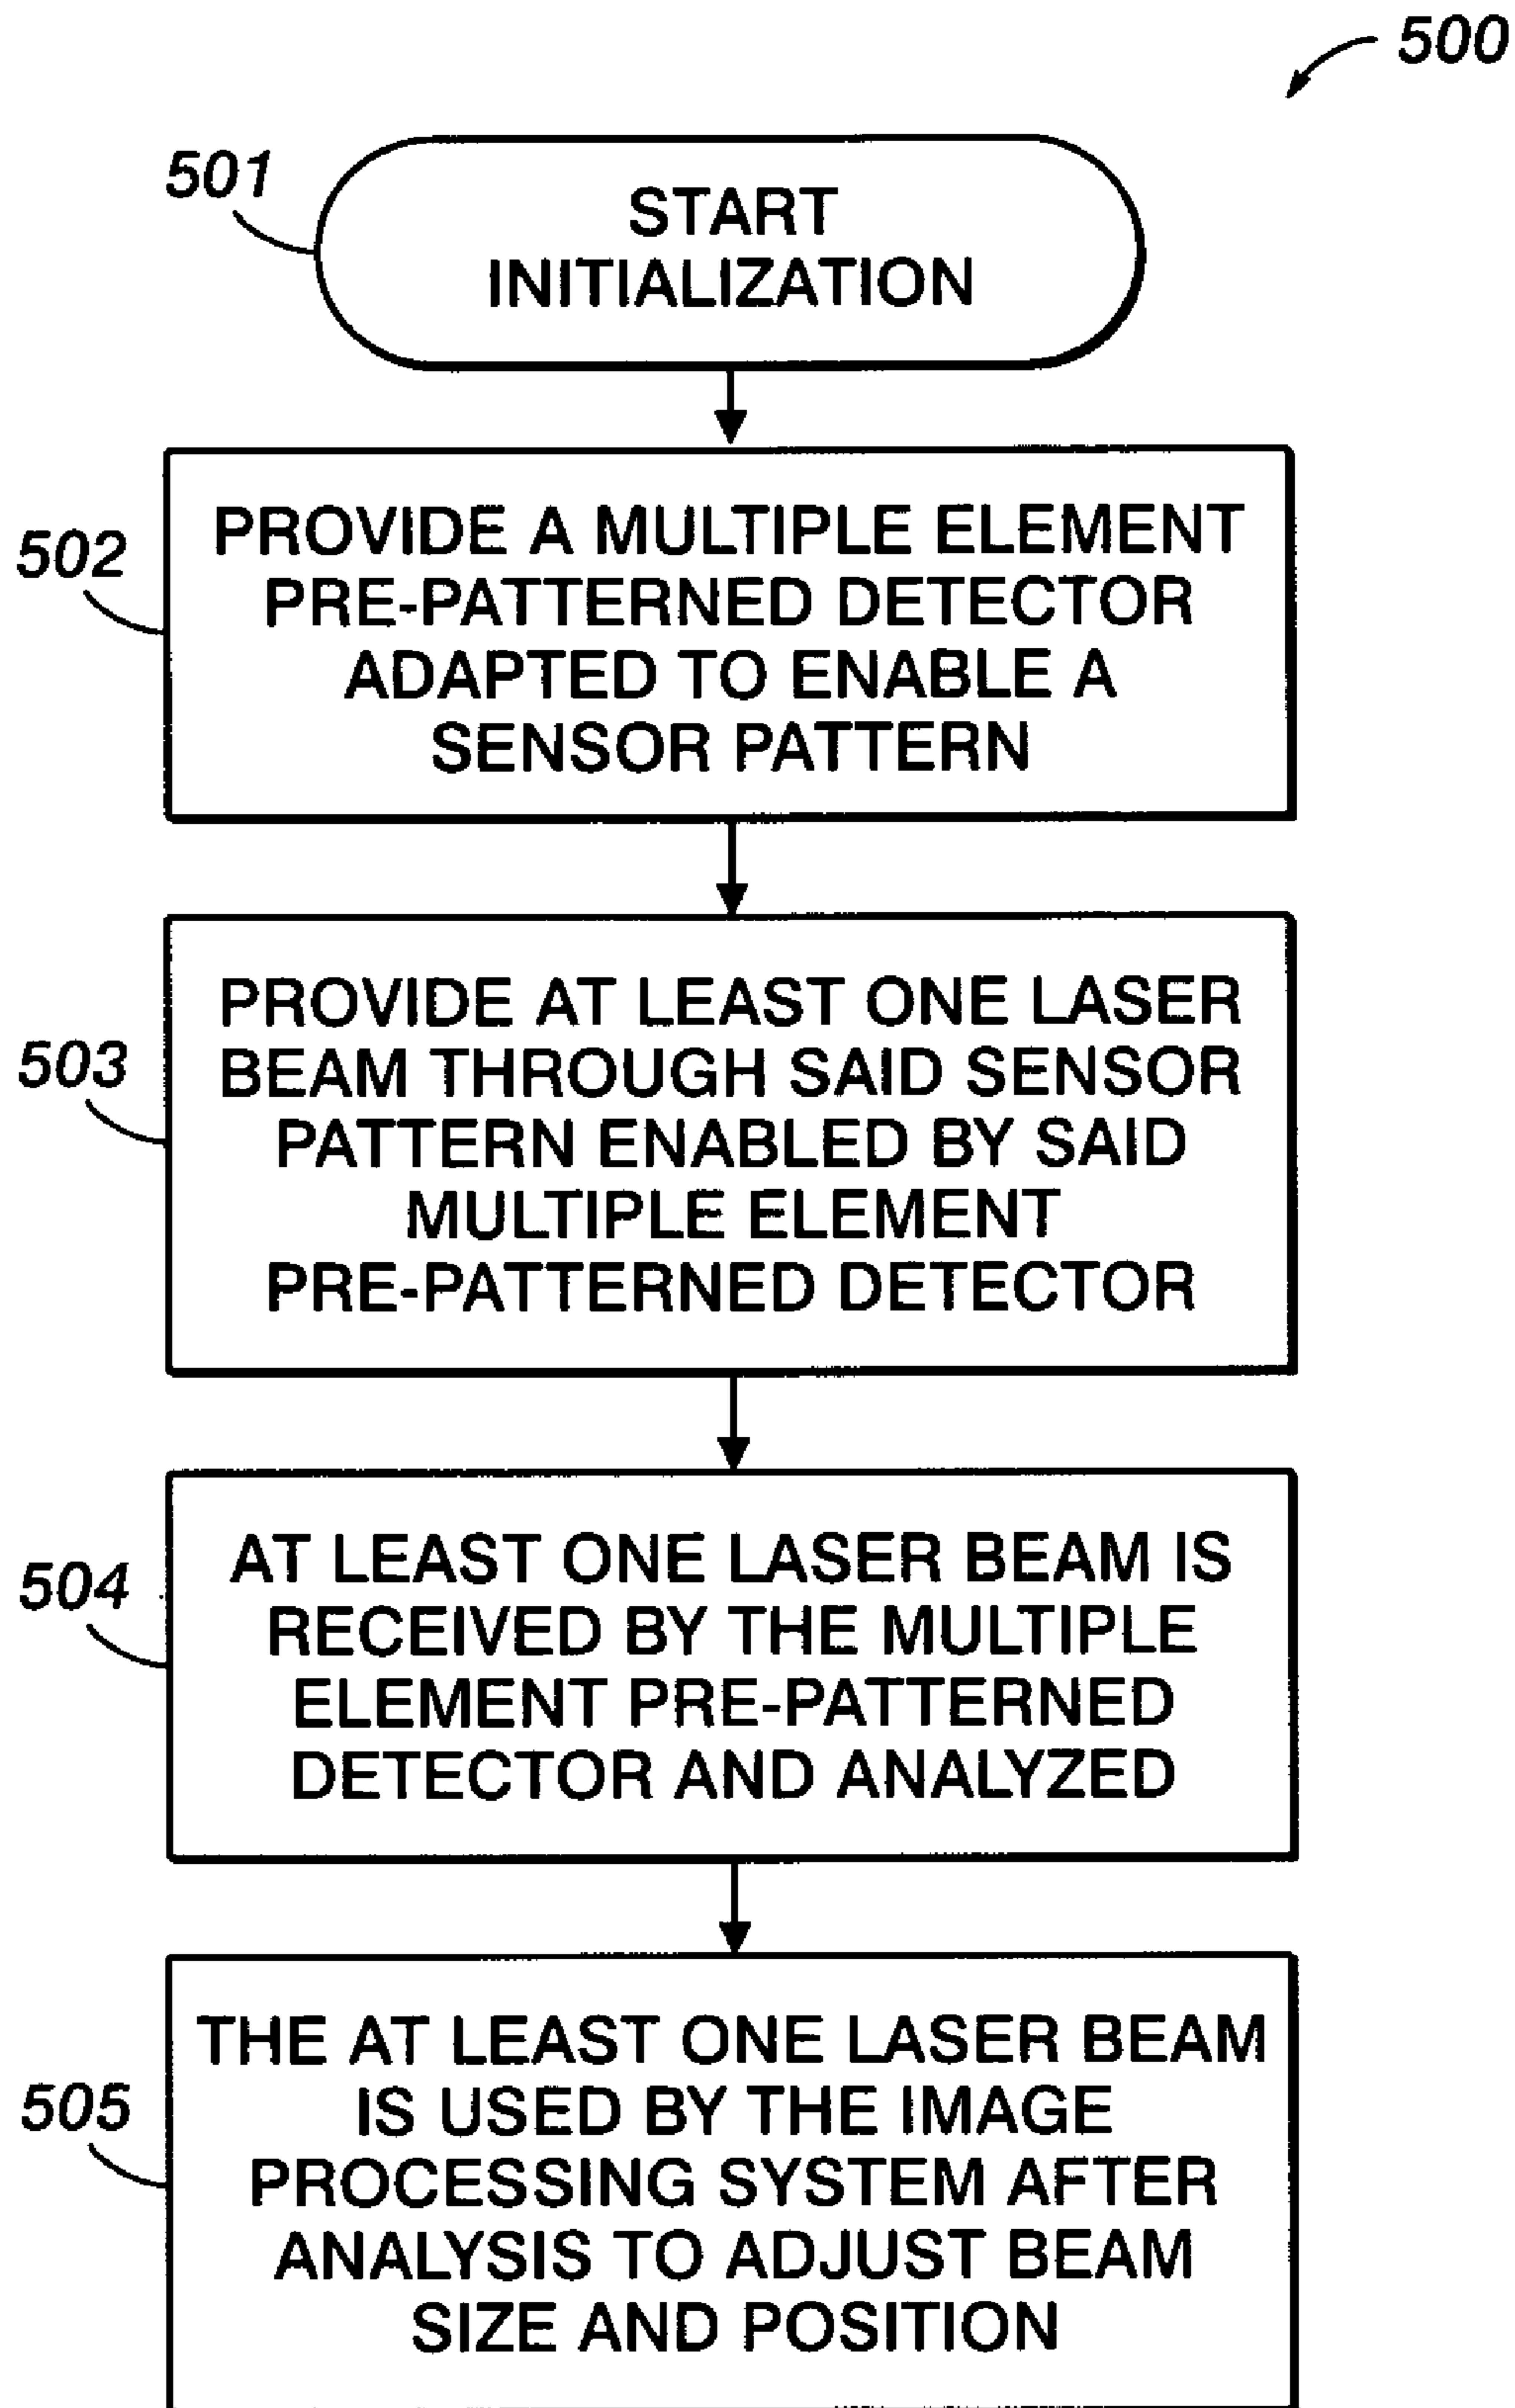 500
501
START
INITIALIZATION
502
PROVIDE A MULTIPLE ELEMENT
PRE-PATTERNED DETECTOR
ADAPTED TO ENABLE A
SENSOR PATTERN
503
PROVIDE AT LEAST ONE LASER
BEAM THROUGH SAID SENSOR
PATTERN ENABLED BY SAID
MULTIPLE ELEMENT
PRE-PATTERNED DETECTOR
504
AT LEAST ONE LASER BEAM IS
RECEIVED BY THE MULTIPLE
ELEMENT PRE-PATTERNED
DETECTOR AND ANALYZED
505
THE AT LEAST ONE LASER BEAM
IS USED BY THE IMAGE
PROCESSING SYSTEM AFTER
ANALYSIS TO ADJUST BEAM
SIZE AND POSITION